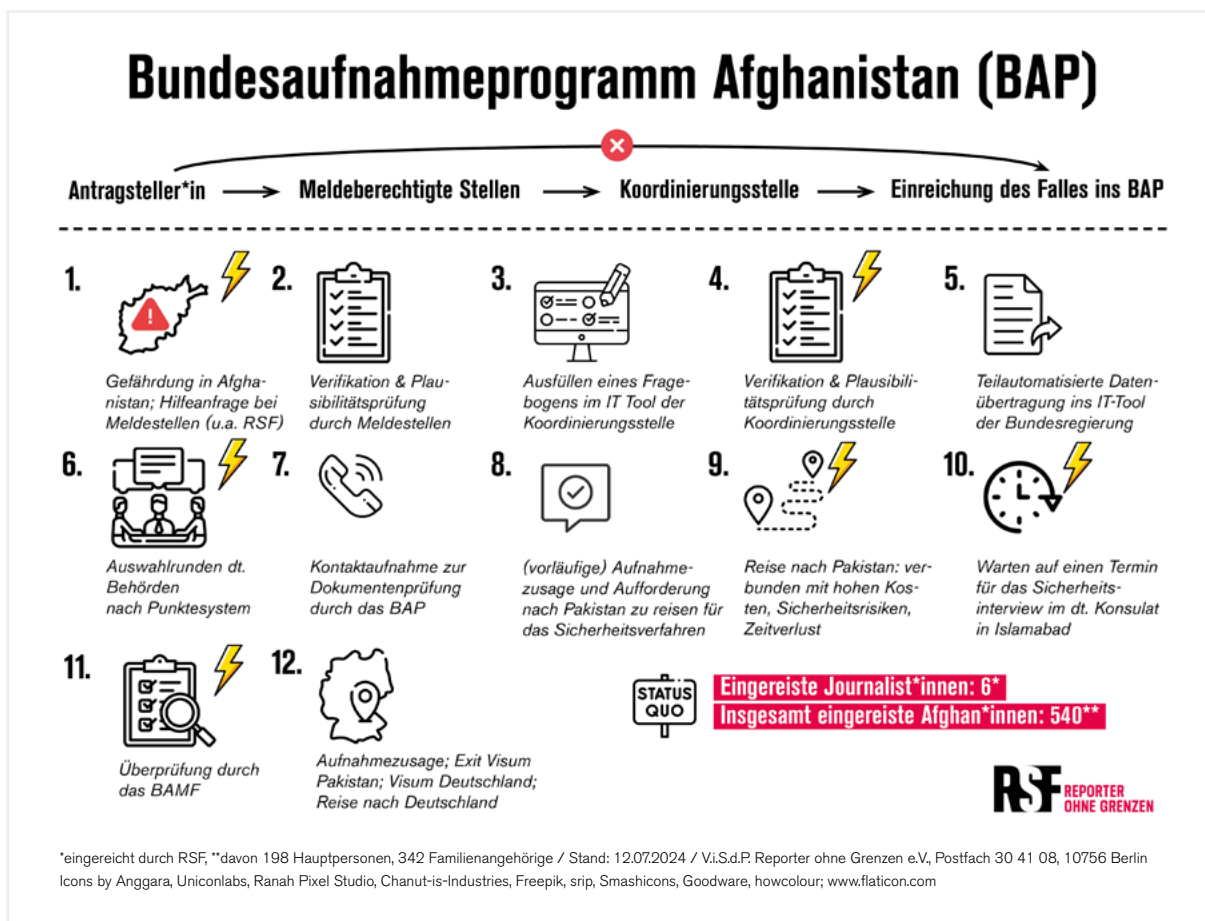 Bundesaufnahmeprogramm Afghanistan (BAP)
Antragsteller*in
Meldeberechtigte Stellen
Koordinierungsstelle
Einreichung des Falles ins BAP
1.
Gefährdung in Afgha-
nistan; Hilfeanfrage bei
Meldestellen (u.a. RSF)
2.
Verifikation & Plau-
sibilitätsprüfung
durch Meldestellen
3.
Ausfüllen eines Frage-
bogens im IT Tool der
Koordinierungsstelle
4.
Verifikation & Plausibili-
tätsprüfung durch
Koordinierungsstelle
5.
Teilautomatisierte Daten-
übertragung ins IT-Tool
der Bundesregierung
6.
Auswahlrunden dt.
Behörden
nach Punktesystem
7.
Kontaktaufnahme zur
Dokumentenprüfung
durch das BAP
8.
(vorläufige) Aufnahme-
zusage und Aufforderung
nach Pakistan zu reisen für
das Sicherheitsverfahren
9.
Reise nach Pakistan: ver-
bunden mit hohen Kos-
ten, Sicherheitsrisiken,
Zeitverlust
10.
Warten auf einen Termin
für das Sicherheits-
interview im dt. Konsulat
in Islamabad
11.
Überprüfung durch
das BAMF
12.
Aufnahmezusage; Exit Visum
Pakistan; Visum Deutschland;
Reise nach Deutschland
STATUS
QUO
Eingereiste Journalist*innen: 6*
Insgesamt eingereiste Afghan*innen: 540**
RSF REPORTER
OHNE GRENZEN
*eingereicht durch RSF, **davon 198 Hauptpersonen, 342 Familienangehörige / Stand: 12.07.2024 / V.i.S.d.P. Reporter ohne Grenzen e.V., Postfach 30 41 08, 10756 Berlin
Icons by Anggara, Uniconlabs, Ranah Pixel Studio, Chanut-is-Industries, Freepik, srip, Smashicons, Goodware, howcolour; www.flaticon.com